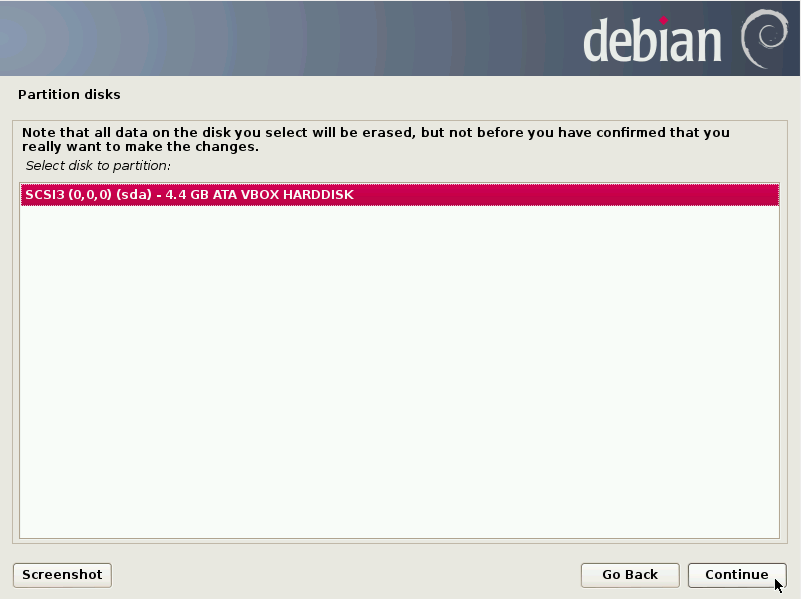 debian
Partition disks
Note that all data on the disk you select will be erased, but not before you have confirmed that you
really want to make the changes.
Select disk to partition:
SCSI3 (0,0,0) (sda) - 4.4 GB ATA VBOX HARDDISK
Screenshot
Go Back
Continue